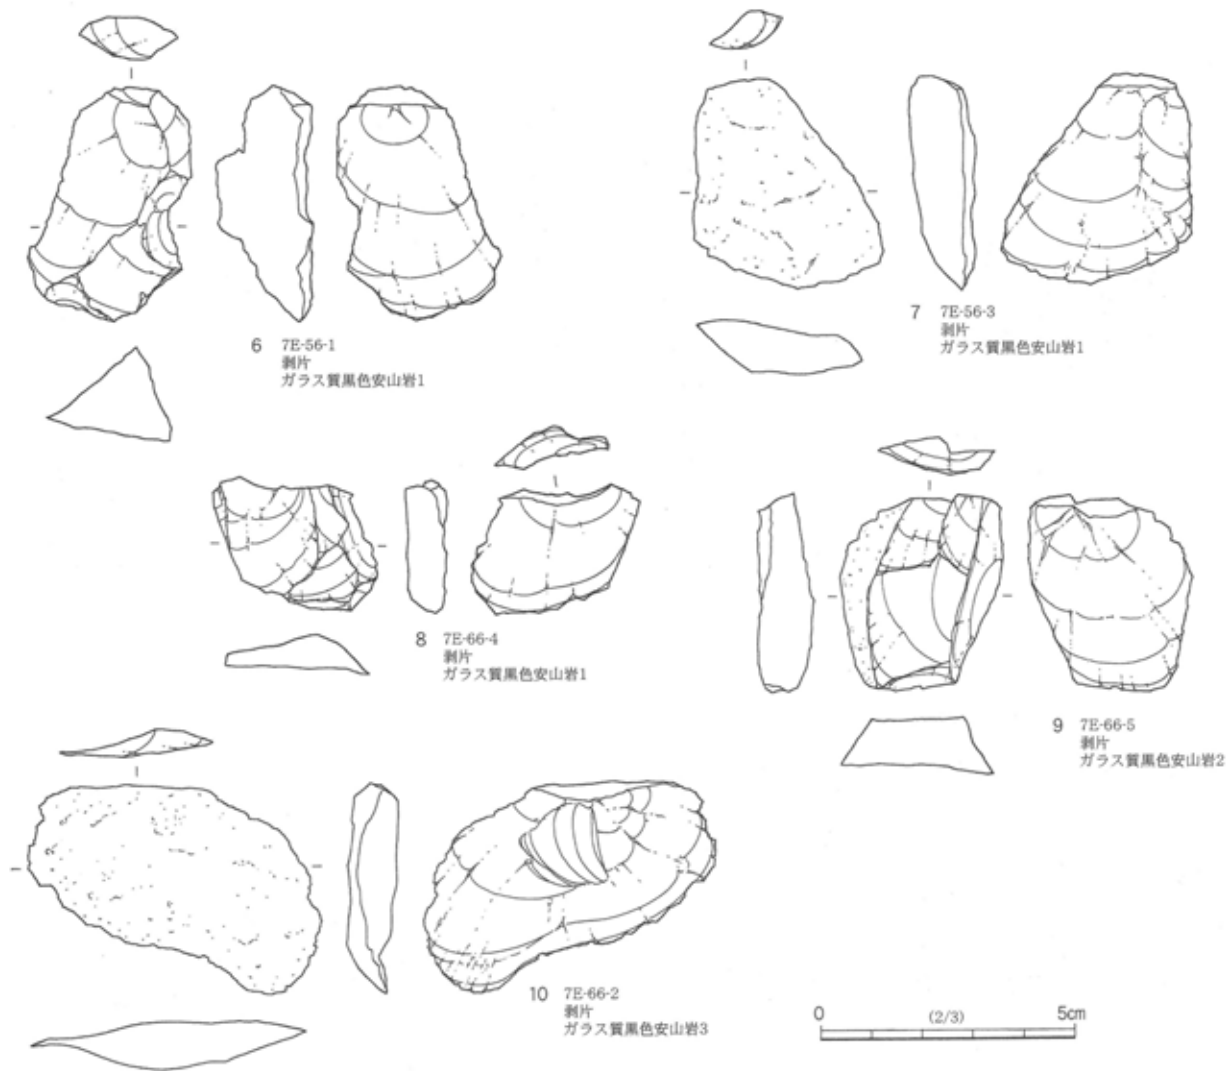 6 7E-56-1
剥片
ガラス質黒色安山岩1
7 7E-56-3
剥片
ガラス質黒色安山岩1
8 7E-66-4
剥片
ガラス質黒色安山岩1
9 7E-66-5
剥片
ガラス質黒色安山岩2
10 7E-66-2
剥片
ガラス質黒色安山岩3
0 (2/3) 5cm